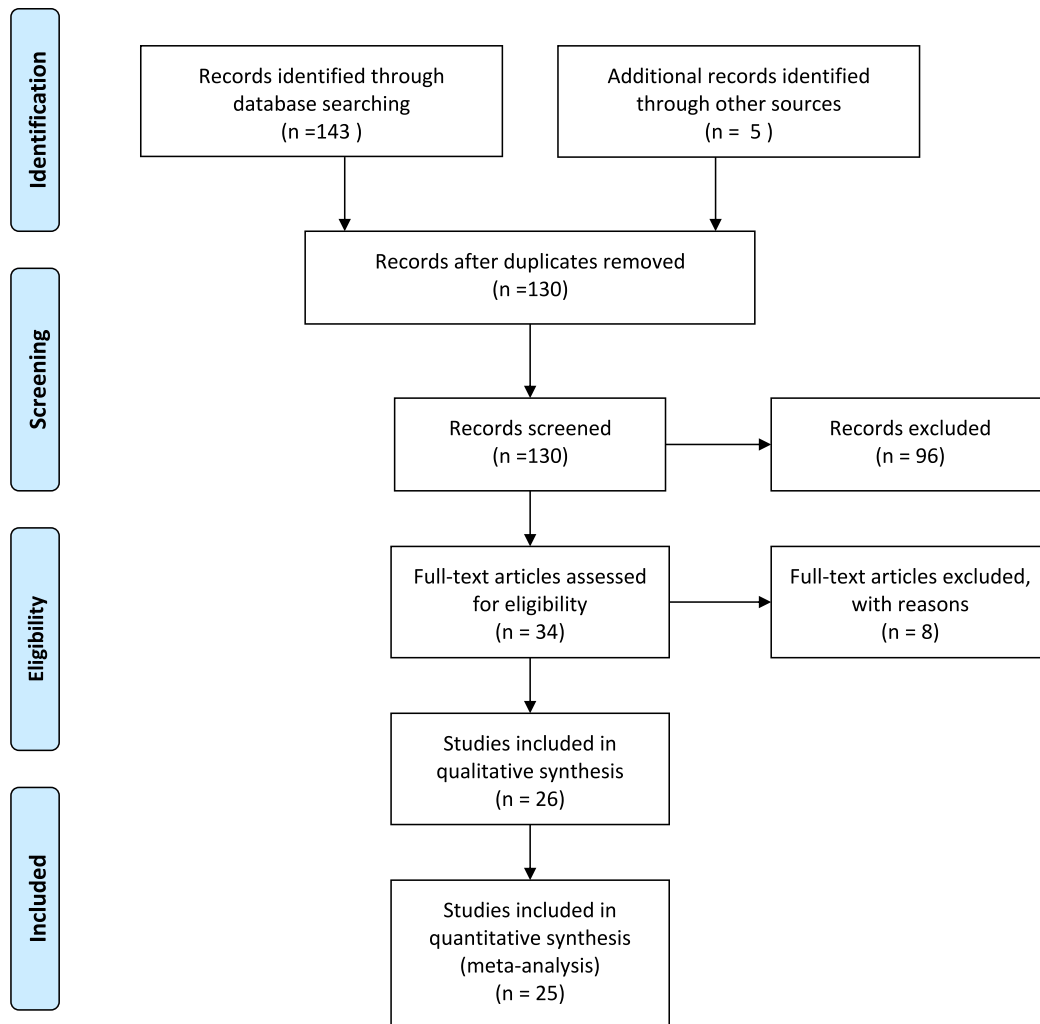 Identification
Records identified through
database searching
(n =143 )
Additional records identified
through other sources
(n =  5 )
Records after duplicates removed
(n =130)
Screening
Records screened
(n =130)
Records excluded
(n = 96)
Eligibility
Full-text articles assessed
for eligibility
(n = 34)
Full-text articles excluded,
with reasons
(n = 8)
Studies included in
qualitative synthesis
(n = 26)
Included
Studies included in
quantitative synthesis
(meta-analysis)
(n = 25)